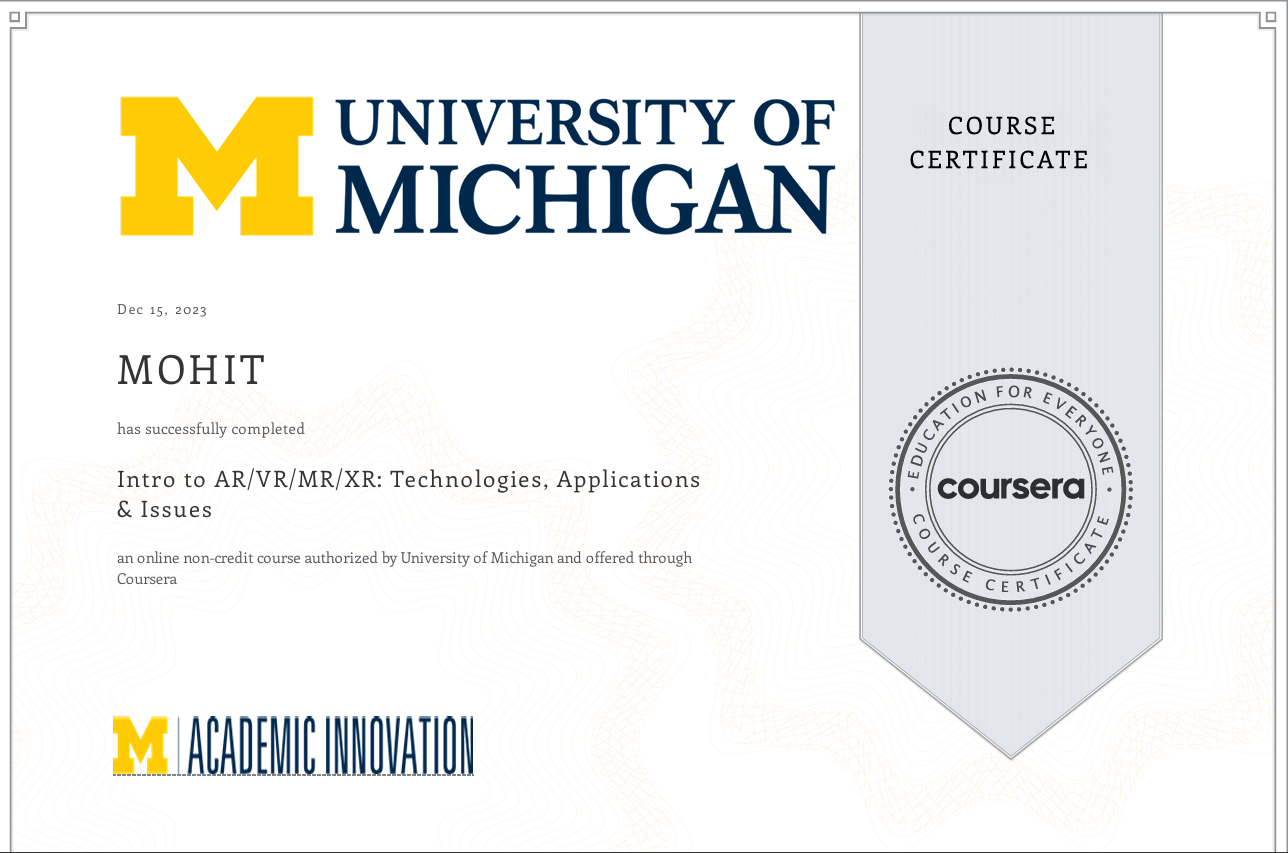 M UNIVERSITY OF
MICHIGAN
COURSE
CERTIFICATE
Dec 15, 2023
MOHIT
has successfully completed
Intro to AR/VR/MR/XR: Technologies, Applications
& Issues
an online non-credit course authorized by University of Michigan and offered through
Coursera
EDUCATION FOR EVERYONE
coursera
COURSE CERTIFICATE
M | ACADEMIC INNOVATION